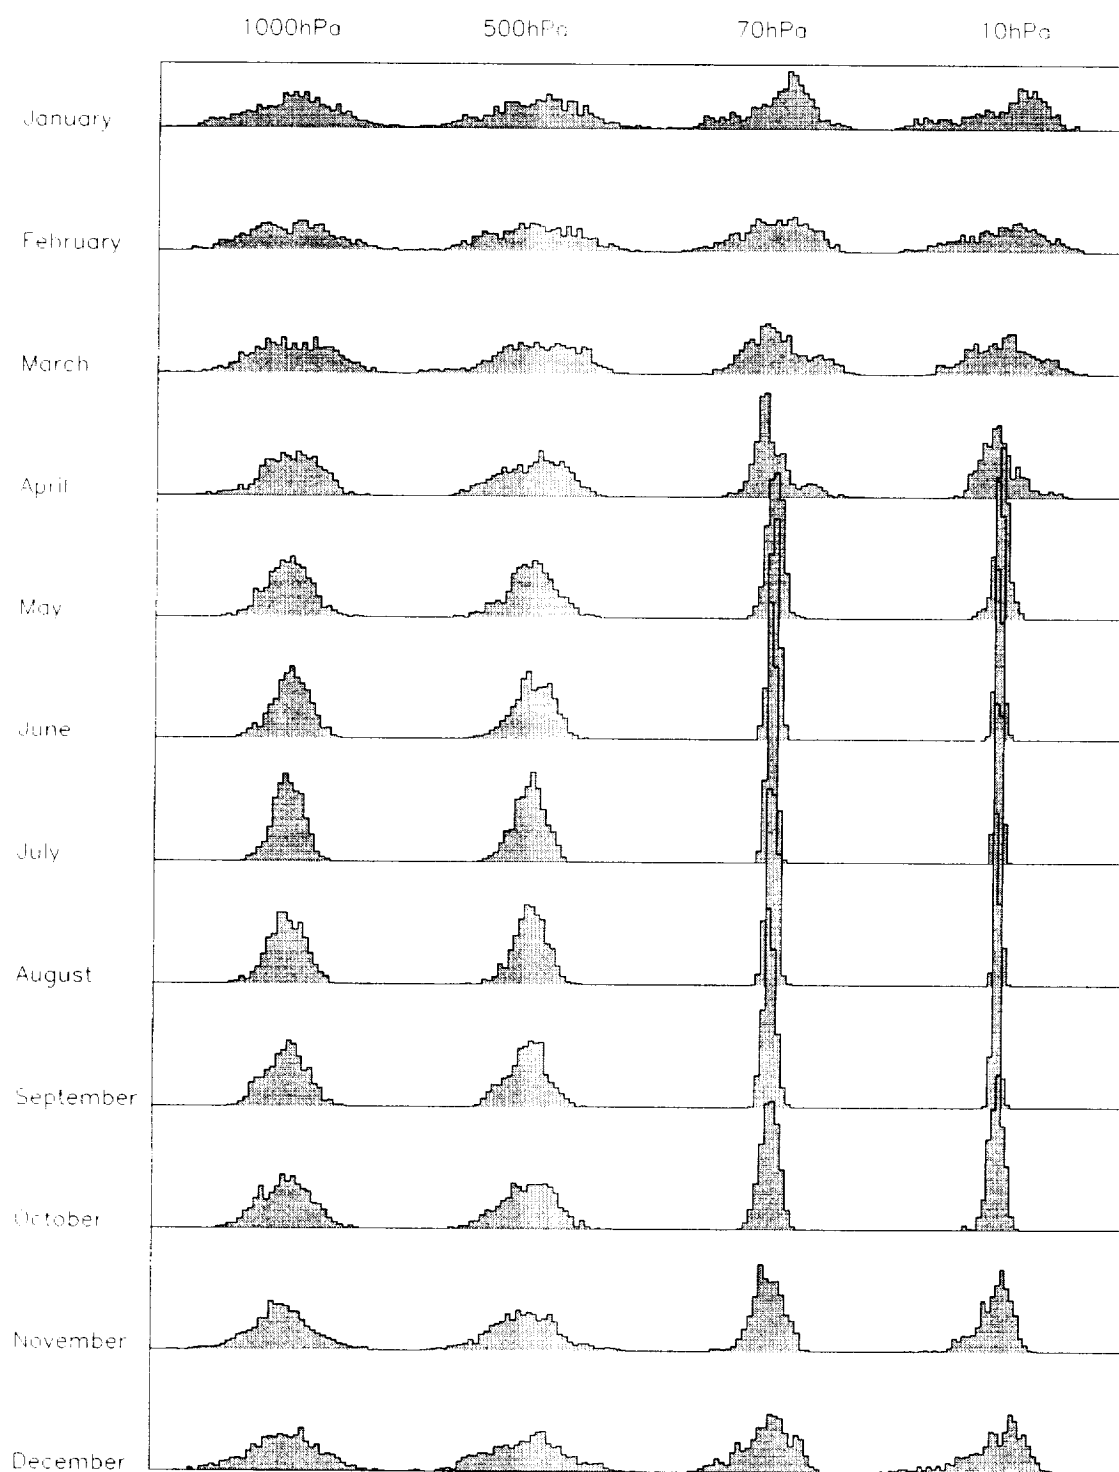 1000hPa 500hPa 70hPa 10hPa
January
February
March
April
May
June
July
August
September
October
November
December